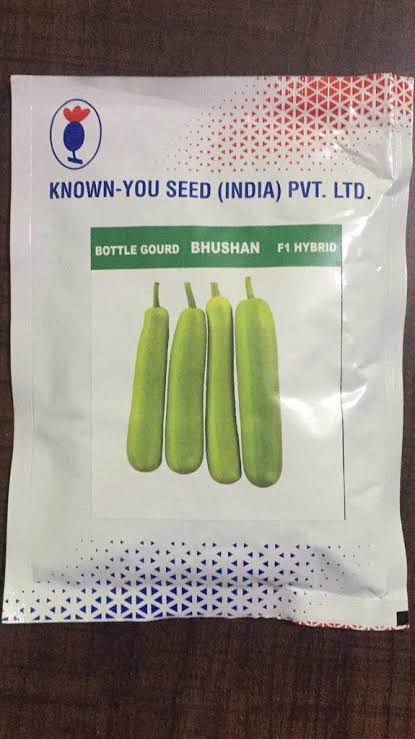 KNOWN-YOU SEED (INDIA) PVT. LTD.
BOTTLE GOURD BHUSHAN F1 HYBRID